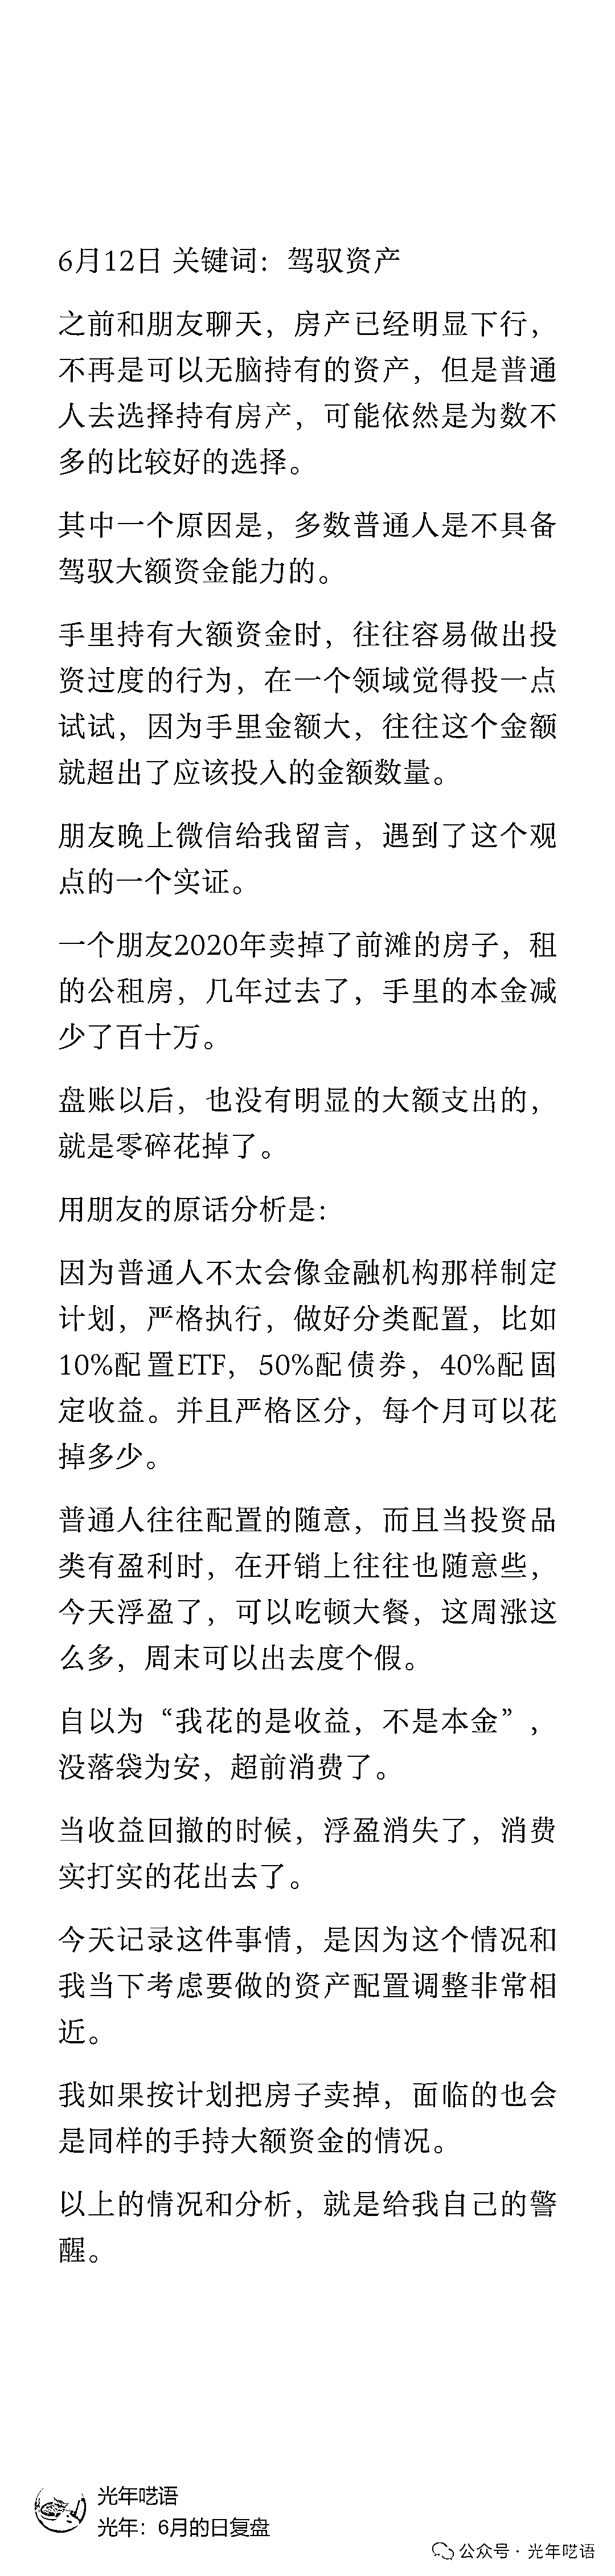 6月12日 关键词：驾驭资产
之前和朋友聊天，房产已经明显下行，
不再是可以无脑持有的资产，但是普通
人去选择持有房产，可能依然是为数不
多的比较好的选择。
其中一个原因是，多数普通人是不具备
驾驭大额资金能力的。
手里持有大额资金时，往往容易做出投
资过度的行为，在一个领域觉得投一点
试试，因为手里金额大，往往这个金额
就超出了应该投入的金额数量。
朋友晚上微信给我留言，遇到了这个观
点的一个实证。
一个朋友2020年卖掉了前滩的房子，租
的公租房，几年过去了，手里的本金减
少了百十万。
盘账以后，也没有明显的大额支出的，
就是零碎花掉了。
用朋友的原话分析是：
因为普通人不太会像金融机构那样制定
计划，严格执行，做好分类配置，比如
10%配置ETF，50%配债券，40%配固
定收益。并且严格区分，每个月可以花
掉多少。
普通人往往配置的随意，而且当投资品
类有盈利时，在开销上往往也随意些，
今天浮盈了，可以吃顿大餐，这周涨这
么多，周末可以出去度个假。
自以为“我花的是收益，不是本金”，
没落袋为安，超前消费了。
当收益回撤的时候，浮盈消失了，消费
实打实的花出去了。
今天记录这件事情，是因为这个情况和
我当下考虑要做的资产配置调整非常相
近。
我如果按计划把房子卖掉，面临的也会
是同样的手持大额资金的情况。
以上的情况和分析，就是给我自己的警
醒。
光年呓语
光年：6月的日复盘
公众号·光年呓语